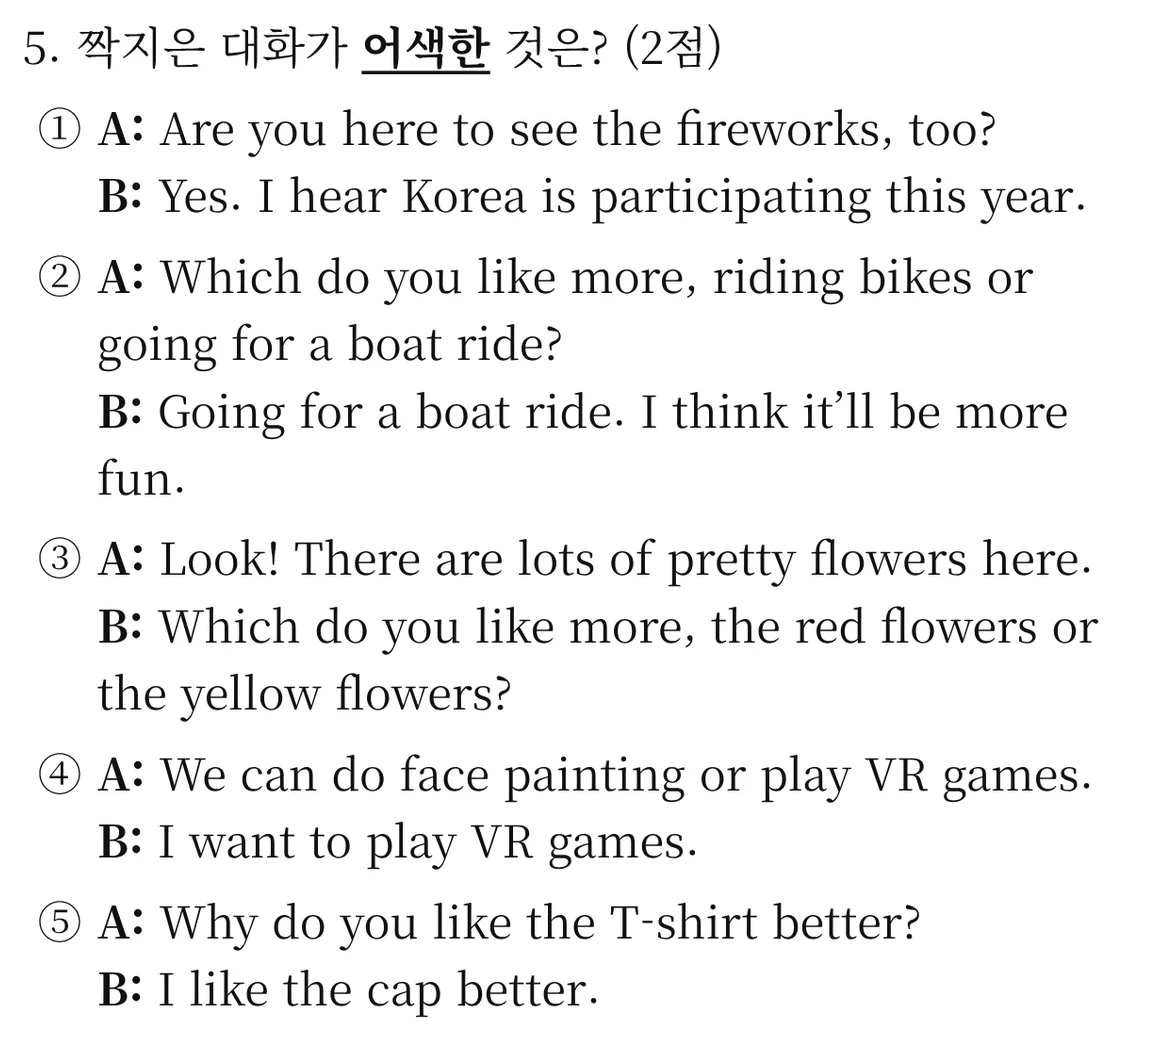 5. 짝지은 대화가 어색한 것은? (2점)
① A: Are you here to see the fireworks, too?
B: Yes. I hear Korea is participating this year.
② A: Which do you like more, riding bikes or
going for a boat ride?
B: Going for a boat ride. I think it’ll be more
fun.
③ A: Look! There are lots of pretty flowers here.
B: Which do you like more, the red flowers or
the yellow flowers?
④ A: We can do face painting or play VR games.
B: I want to play VR games.
⑤ A: Why do you like the T-shirt better?
B: I like the cap better.